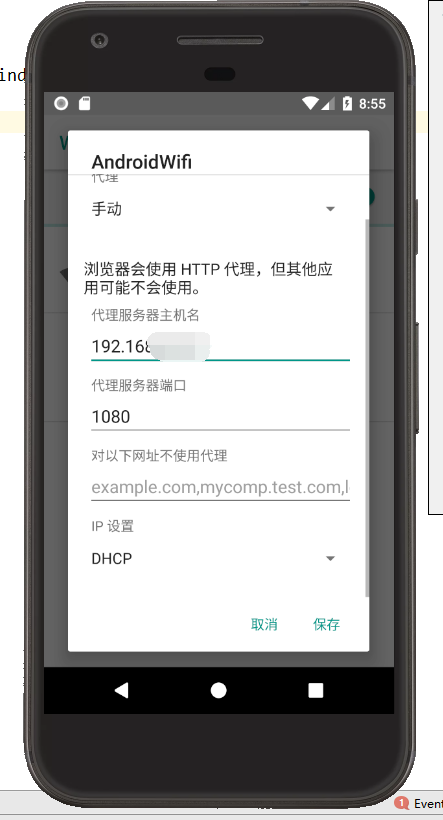 ind
8:55
AndroidWifi
代理
手动
浏览器会使用 HTTP 代理，但其他应
用可能不会使用。
代理服务器主机名
192.168
代理服务器端口
1080
对以下网址不使用代理
example.com,mycomp.test.com,l
IP 设置
DHCP
取消 保存
1 Event